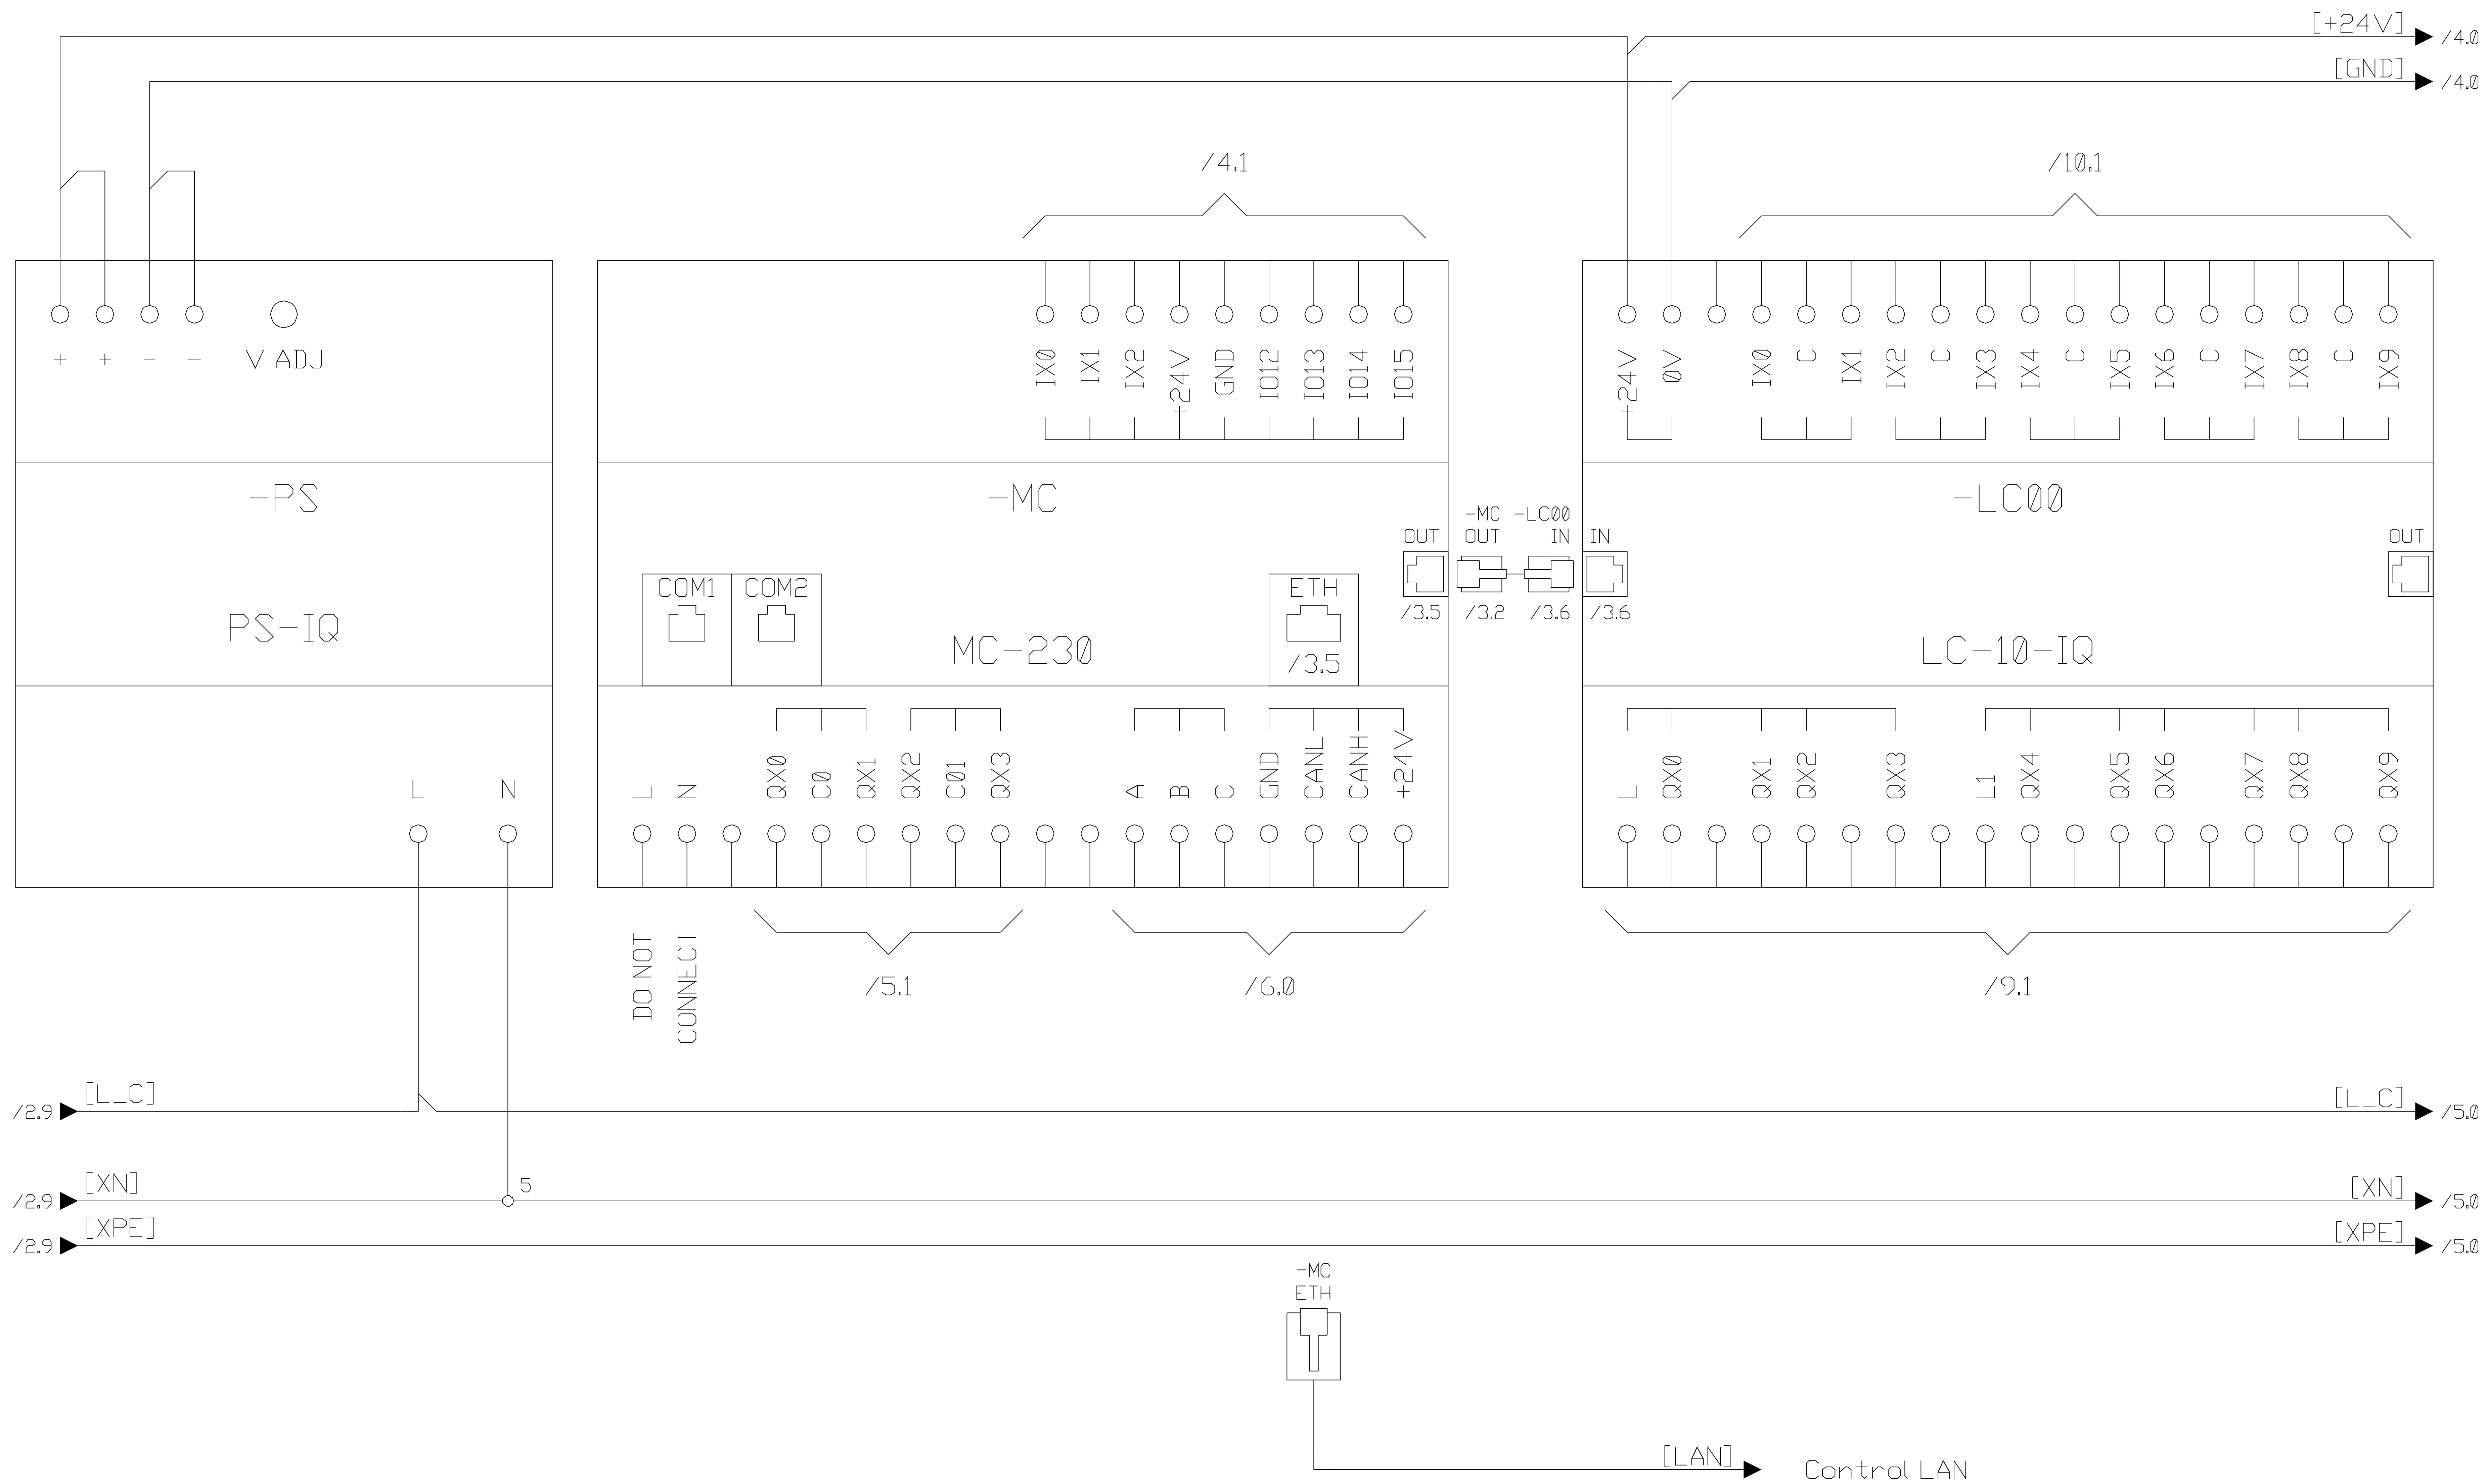 [+24V] /4.0
[GND] /4.0
/4.1 /10.1
+ + - - V ADJ
IX0 IX1 IX2 +24V GND IO12 IO13 IO14 IO15
+24V 0V IX0 C IX1 IX2 C IX3 IX4 C IX5 IX6 C IX7 IX8 C IX9
-PS -MC -LC00
-MC -LC00
OUT OUT IN IN OUT
COM1 COM2 ETH
/3.5 /3.2 /3.6 /3.6
PS-IQ MC-230 LC-10-IQ
/3.5
L N
L N QX0 C0 QX1 QX2 C01 QX3 A B C GND CANL CANH +24V
L QX0 QX1 QX2 QX3 L1 QX4 QX5 QX6 QX7 QX8 QX9
DO NOT
CONNECT
/5.1 /6.0 /9.1
/2.9 [L_C] [L_C] /5.0
/2.9 [XN] 5 [XN] /5.0
/2.9 [XPE] [XPE] /5.0
-MC
ETH
[LAN] Control LAN